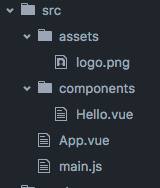 src
assets
logo.png
components
Hello.vue
App.vue
main.js